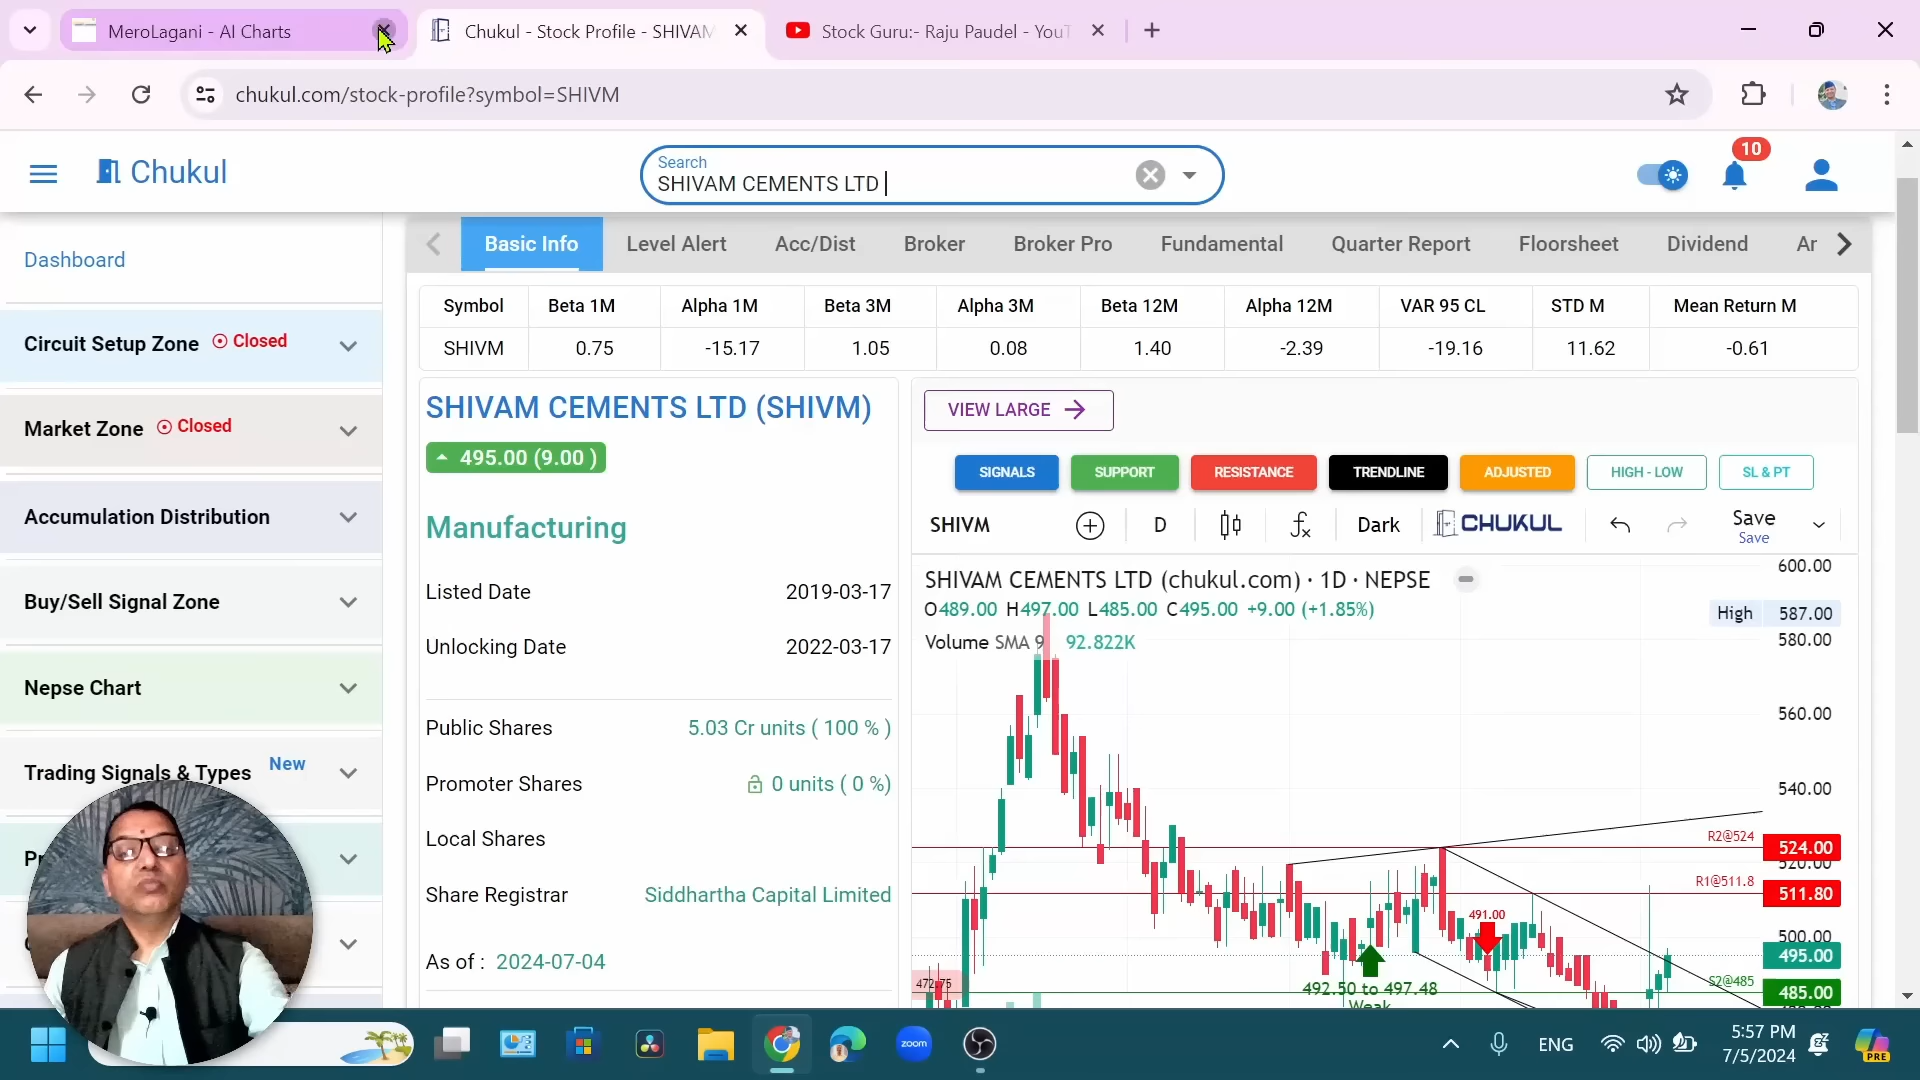 MeroLagani - AI Charts
Chukul - Stock Profile - SHIVAM
Stock Guru:- Raju Paudel - YouT
chukul.com/stock-profile?symbol=SHIVM
Chukul
Search
SHIVAM CEMENTS LTD
10
Basic Info
Level Alert
Acc/Dist
Broker
Broker Pro
Fundamental
Quarter Report
Floorsheet
Dividend
Ar
Dashboard
Circuit Setup Zone
Closed
Market Zone
Closed
Accumulation Distribution
Buy/Sell Signal Zone
Nepse Chart
Trading Signals & Types
New
Symbol Beta 1M Alpha 1M Beta 3M Alpha 3M Beta 12M Alpha 12M VAR 95 CL STD M Mean Return M
SHIVM 0.75 -15.17 1.05 0.08 1.40 -2.39 -19.16 11.62 -0.61
SHIVAM CEMENTS LTD (SHIVM)
495.00 (9.00 )
Manufacturing
Listed Date 2019-03-17
Unlocking Date 2022-03-17
Public Shares 5.03 Cr units ( 100 % )
Promoter Shares 0 units ( 0 %)
Local Shares
Share Registrar Siddhartha Capital Limited
As of : 2024-07-04
VIEW LARGE
SIGNALS
SUPPORT
RESISTANCE
TRENDLINE
ADJUSTED
HIGH - LOW
SL & PT
SHIVM
D
Dark
CHUKUL
Save
Save
SHIVAM CEMENTS LTD (chukul.com) · 1D · NEPSE
O489.00 H497.00 L485.00 C495.00 +9.00 (+1.85%)
Volume SMA 9 92.822K
600.00
High 587.00
580.00
560.00
540.00
R2@524
524.00
520.00
R1@511.8
511.80
491.00
500.00
495.00
S2@485
485.00
472.75
492.50 to 497.48
Weak
zoom
ENG
5:57 PM
7/5/2024
PRE